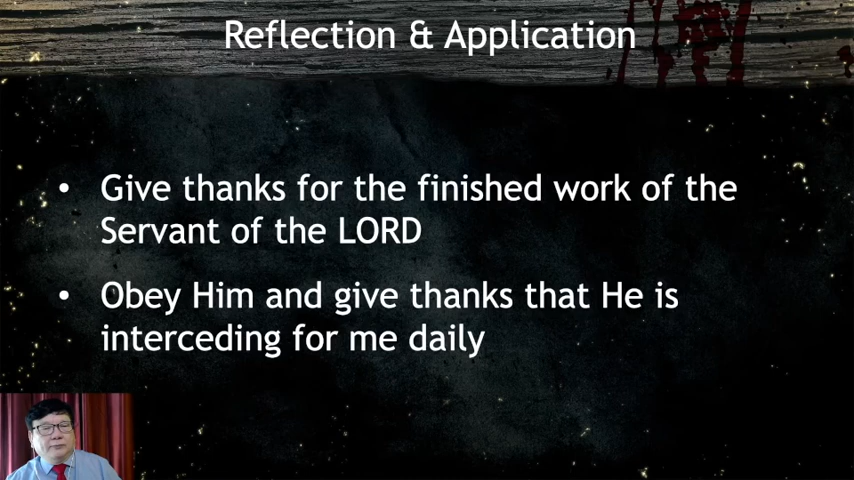 Reflection & Application
• Give thanks for the finished work of the
Servant of the LORD
• Obey Him and give thanks that He is
interceding for me daily